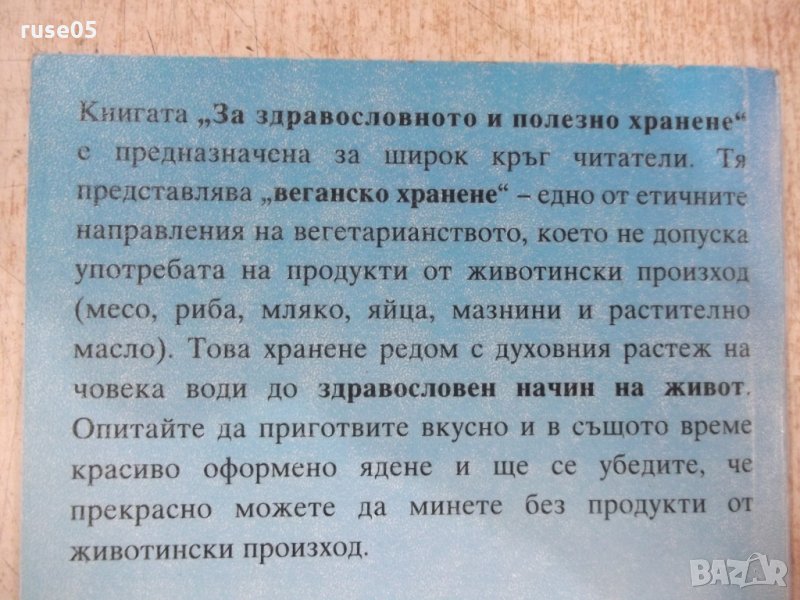 ruse05
Книгата „За здравословното и полезно хранене“
е предназначена за широк кръг читатели. Тя
представлява „веганско хранене“ – едно от етичните
направления на вегетарианството, което не допуска
употребата на продукти от животински произход
(месо, риба, мляко, яйца, мазнини и растително
масло). Това хранене редом с духовния растеж на
човека води до здравословен начин на живот.
Опитайте да приготвите вкусно и в същото време
красиво оформено ядене и ще се убедите, че
прекрасно можете да минете без продукти от
животински произход.
BAZAR